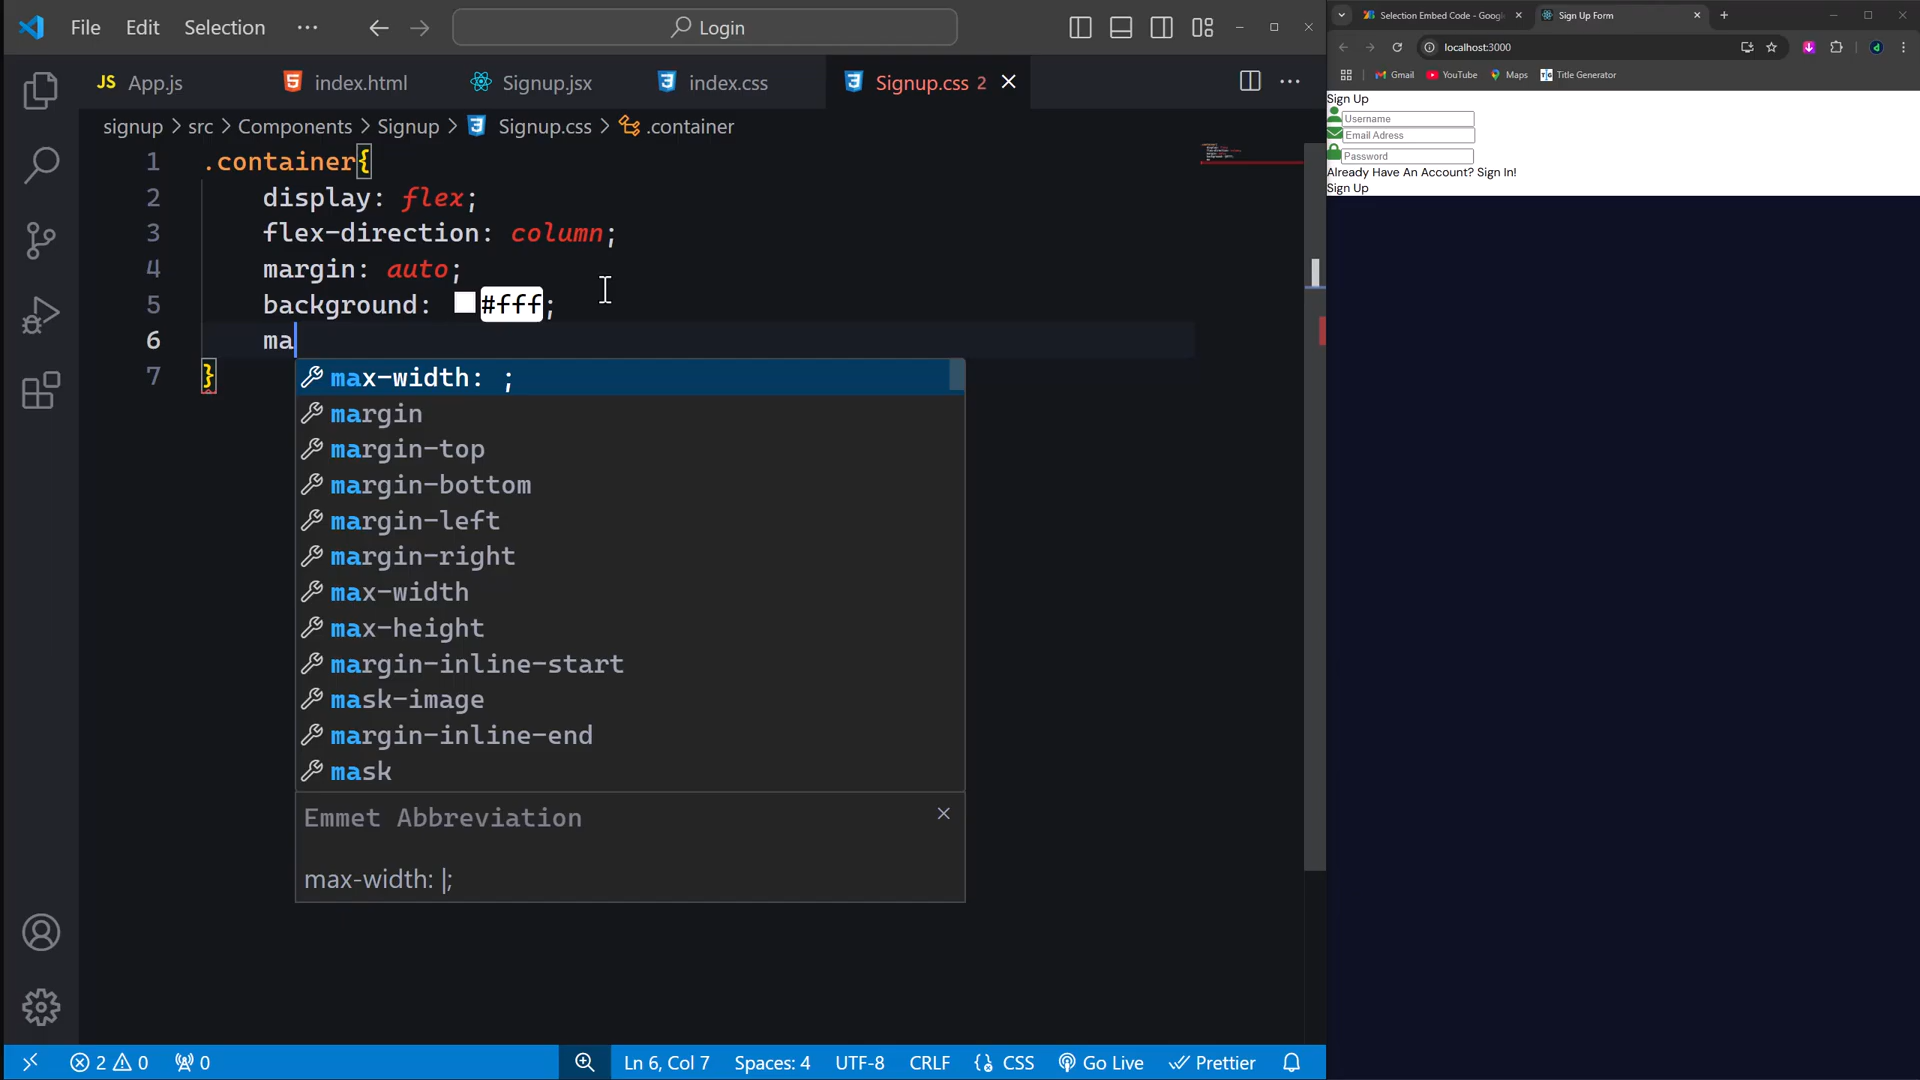 File Edit Selection ··· Login
App.js index.html Signup.jsx index.css Signup.css 2
signup > src > Components > Signup > Signup.css > .container
1 .container{
2 display: flex;
3 flex-direction: column;
4 margin: auto;
5 background: #fff;
6 ma
7 }
max-width: ;
margin
margin-top
margin-bottom
margin-left
margin-right
max-width
max-height
margin-inline-start
mask-image
margin-inline-end
mask
Emmet Abbreviation
max-width: |;
2 0 0 Ln 6, Col 7 Spaces: 4 UTF-8 CRLF CSS Go Live Prettier
Selection Embed Code - Google Sign Up Form
localhost:3000
Gmail YouTube Maps Title Generator
Sign Up
Username
Email Adress
Password
Already Have An Account? Sign In!
Sign Up